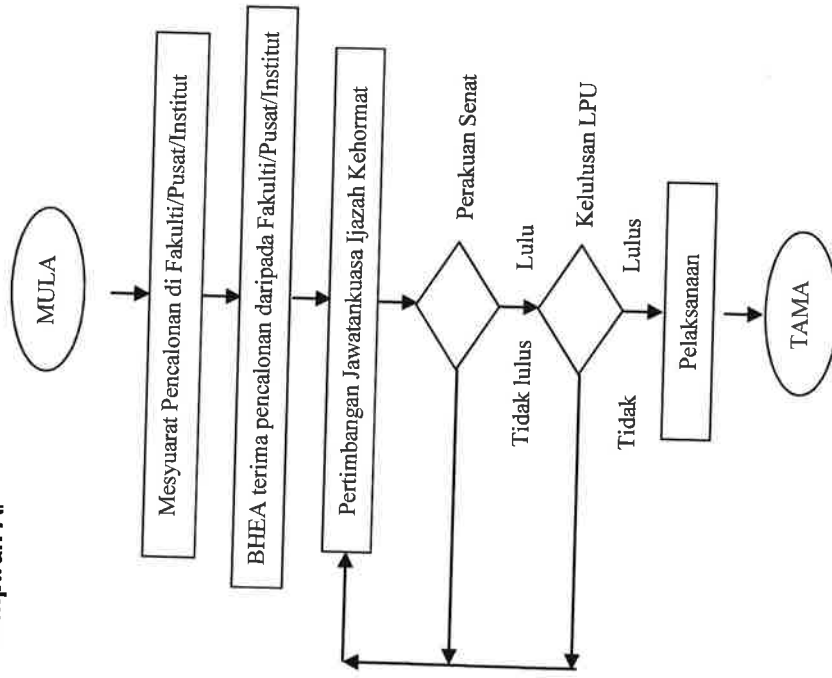 MULA
Mesyuarat Pencalonan di Fakulti/Pusat/Institut
BHEA terima pencalonan daripada Fakulti/Pusat/Institut
Pertimbangan Jawatankuasa Ijazah Kehormat
Perakuan Senat
Tidak lulus
Lulu
Kelulusan LPU
Tidak
Lulus
Pelaksanaan
TAMA